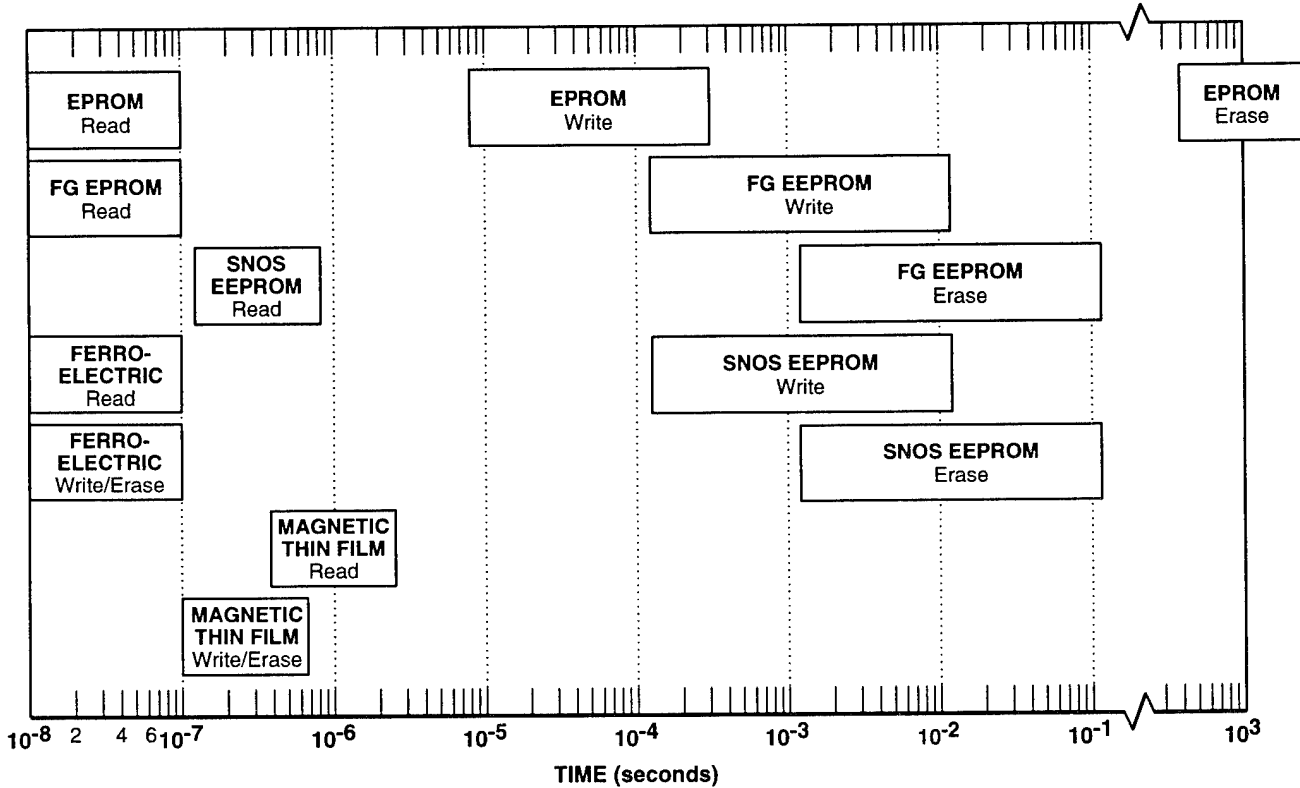 EPROM
Read
EPROM
Write
EPROM
Erase
FG EPROM
Read
FG EEPROM
Write
SNOS
EEPROM
Read
FG EEPROM
Erase
FERRO-
ELECTRIC
Read
SNOS EEPROM
Write
FERRO-
ELECTRIC
Write/Erase
SNOS EEPROM
Erase
MAGNETIC
THIN FILM
Read
MAGNETIC
THIN FILM
Write/Erase
10⁻⁸ 2 4 6 10⁻⁷ 10⁻⁶ 10⁻⁵ 10⁻⁴ 10⁻³ 10⁻² 10⁻¹ 10³
TIME (seconds)